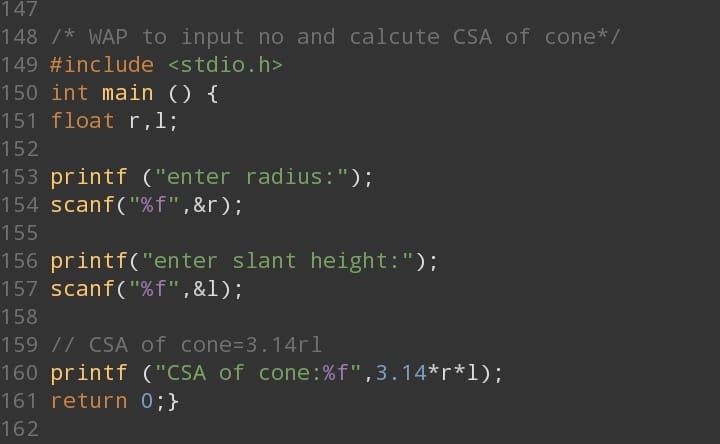 147
148 /* WAP to input no and calcute CSA of cone*/
149 #include <stdio.h>
150 int main () {
151 float r,l;
152
153 printf ("enter radius:");
154 scanf("%f",&r);
155
156 printf("enter slant height:");
157 scanf("%f",&l);
158
159 // CSA of cone=3.14rl
160 printf ("CSA of cone:%f",3.14*r*l);
161 return 0;}
162